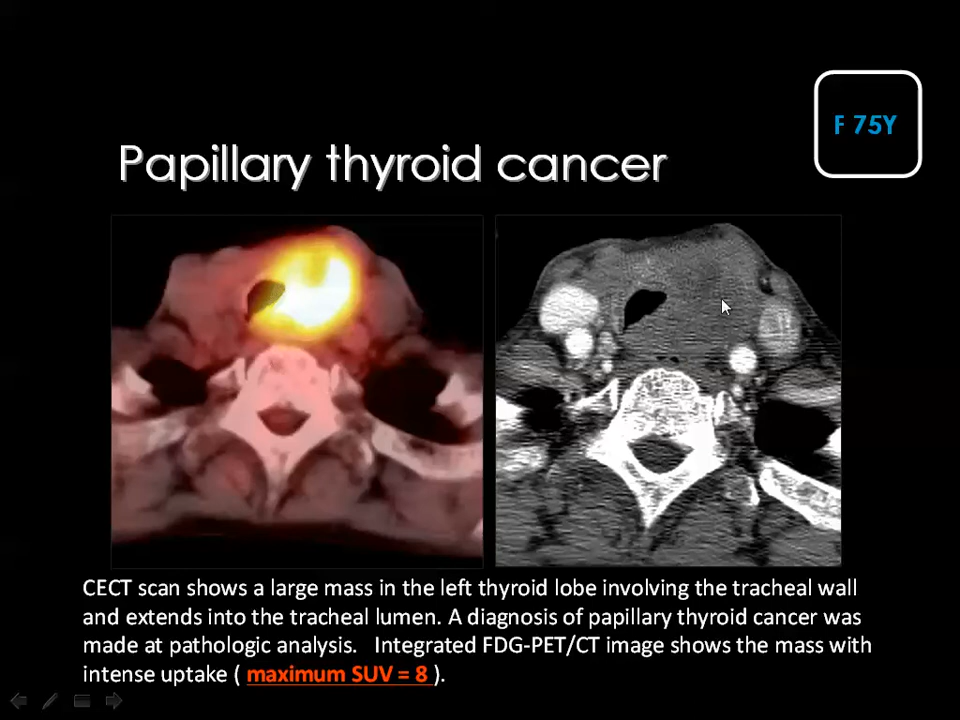 F 75Y
Papillary thyroid cancer
CECT scan shows a large mass in the left thyroid lobe involving the tracheal wall
and extends into the tracheal lumen. A diagnosis of papillary thyroid cancer was
made at pathologic analysis. Integrated FDG-PET/CT image shows the mass with
intense uptake ( maximum SUV = 8 ).